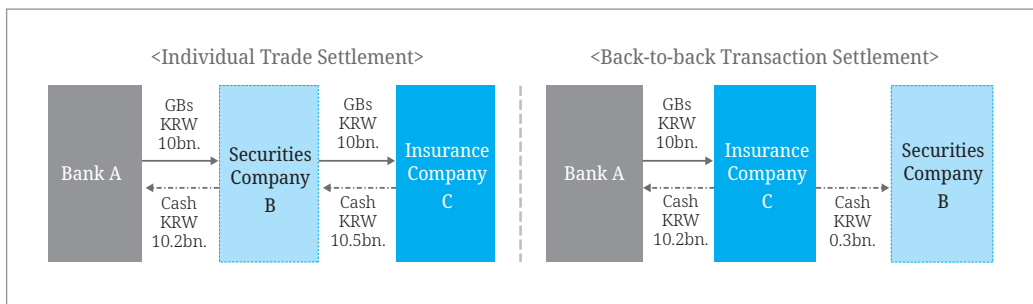 <Individual Trade Settlement>
<Back-to-back Transaction Settlement>
Bank A
GBs
KRW
10bn.
Cash
KRW
10.2bn.
Securities
Company
B
GBs
KRW
10bn.
Cash
KRW
10.5bn.
Insurance
Company
C
Bank A
GBs
KRW
10bn.
Cash
KRW
10.2bn.
Insurance
Company
C
Cash
KRW
0.3bn.
Securities
Company
B